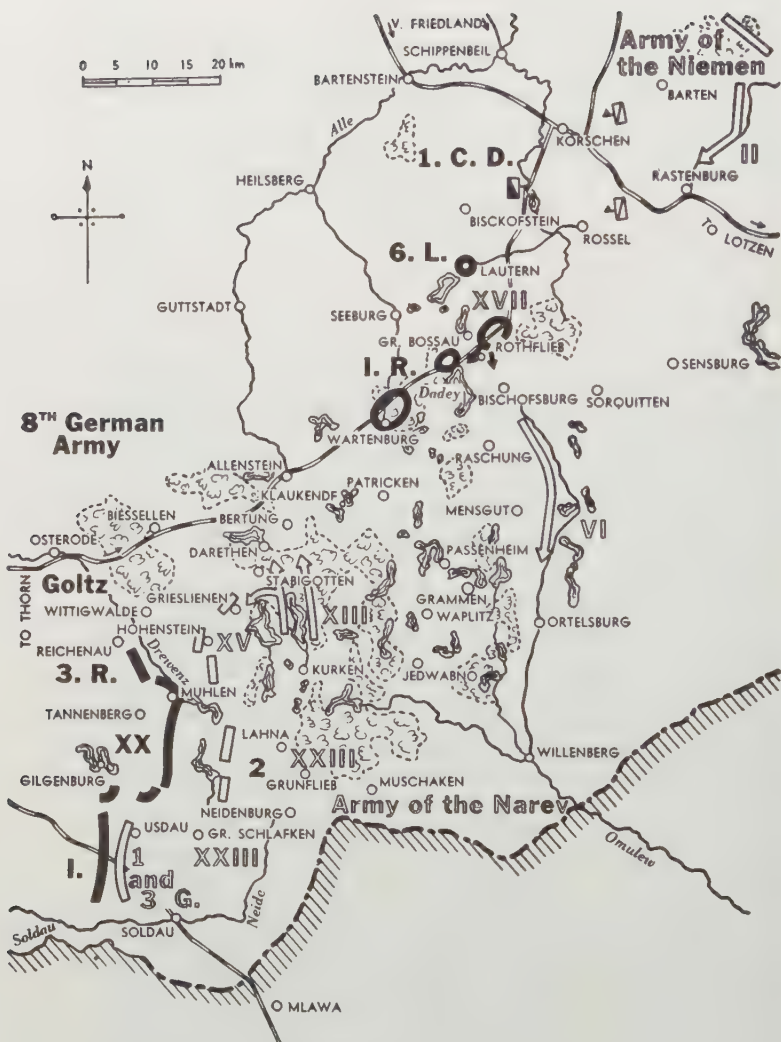 V. FRIEDLAND
SCHIPPENBEIL
Army of
the Niemen
0 5 10 20 km
BARTENSTEIN
BARTEN
Alle
KORSCHEN
1. C. D.
II
N
HEILSBERG
RASTENBURG
BISCKOFSTEIN
ROSSEL
TO LOTZEN
6. L.
LAUTERN
XVII
GUTTSTADT
SEEBURG
GR. BOSSAU
ROTHFLIEB
I. R.
SENSBURG
Dadey
BISCHOFSBURG
SORQUITTEN
8TH German
Army
WARTENBURG
RASCHUNG
ALLENSTEIN
KLAUKENDF
PATRICKEN
MENSGUT
BIESSELLEN
BERTUNG
VI
OSTERODE
DARETHEN
PASSENHEIM
Goltz
STABIGOTTEN
GRIESLIENEN
XIII
GRAMMEN
TO THORN
WITTIGWALDE
WAPLITZ
ORTELSBURG
HOHENSTEIN
XV
REICHENAU
Drewenz
KURKEN
JEDWABNO
3. R.
MUHLEN
TANNENBERG
XX
LAHNA
XXIII
WILLENBERG
2
GILGENBURG
GRUNFLIEB
MUSCHAKEN
NEIDENBURG
Army of the Narev
USDAU
GR. SCHLAFKEN
Omulew
I.
1
and
3 G.
XXIII
Neide
Soldau
SOLDAU
MLAWA